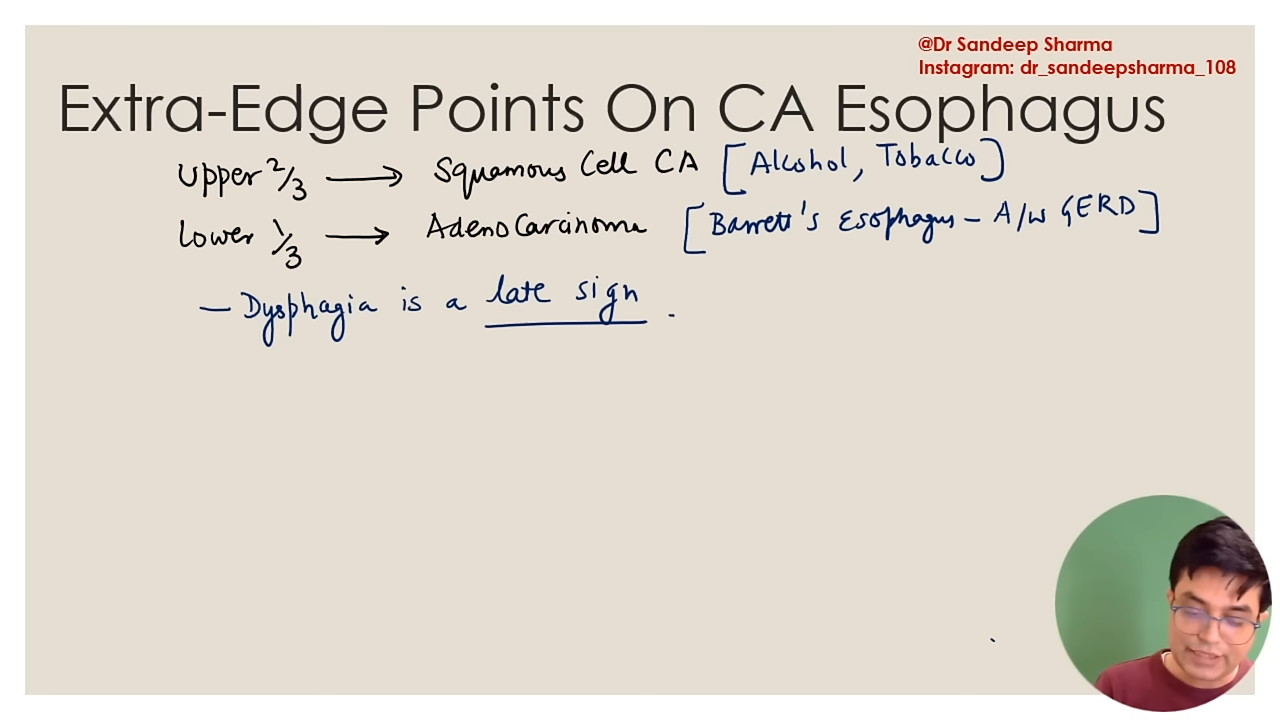 @Dr Sandeep Sharma
Instagram: dr_sandeepsharma_108
Extra-Edge Points On CA Esophagus
Upper 2/3 → Squamous Cell CA [Alcohol, Tobacco]
Lower 1/3 → AdenoCarcinoma [Barrett's Esophagus - A/w GERD]
- Dysphagia is a late sign.